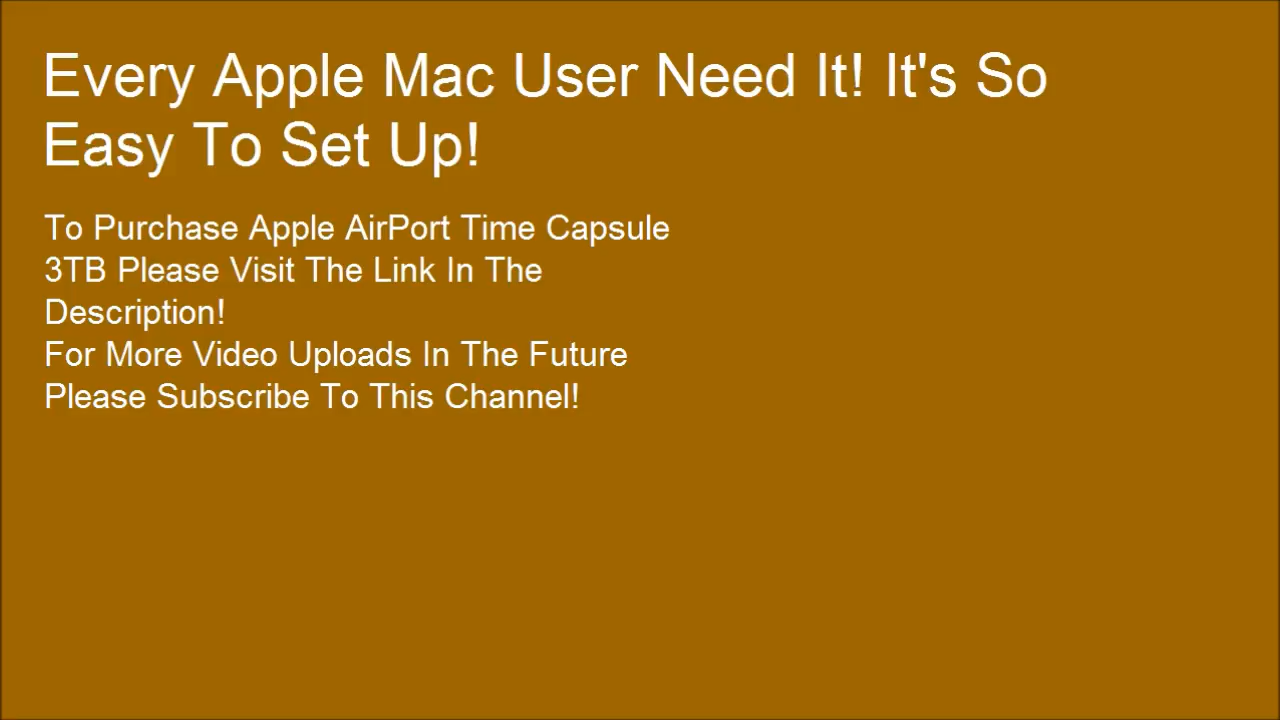 Every Apple Mac User Need It! It's So
Easy To Set Up!
To Purchase Apple AirPort Time Capsule
3TB Please Visit The Link In The
Description!
For More Video Uploads In The Future
Please Subscribe To This Channel!